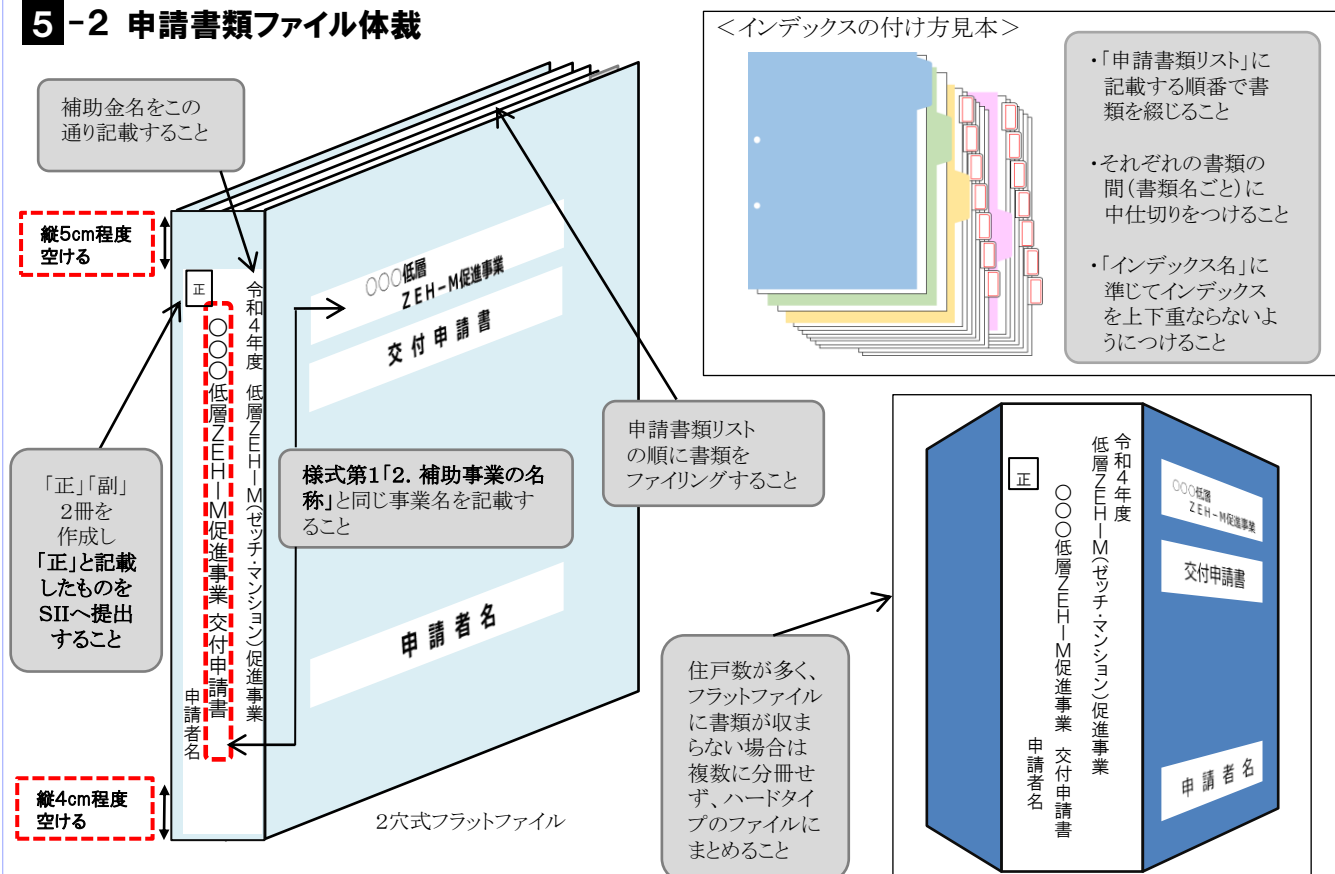 5-2 申請書類ファイル体裁
補助金名をこの
通り記載すること
縦5cm程度
空ける
正
令和4年度 低層ZEH-M(ゼッチ・マンション)促進事業
○○○低層ZEH-M促進事業 交付申請書
申請者名
○○○低層
ZEH-M促進事業
交付申請書
申請者名
「正」「副」
2冊を
作成し
「正」と記載
したものを
SIIへ提出
すること
様式第1「2. 補助事業の名
称」と同じ事業名を記載す
ること
申請書類リスト
の順に書類を
ファイリングすること
縦4cm程度
空ける
2穴式フラットファイル
＜インデックスの付け方見本＞
・「申請書類リスト」に
記載する順番で書
類を綴じること
・それぞれの書類の
間(書類名ごと)に
中仕切りをつけること
・「インデックス名」に
準じてインデックス
を上下重ならないよ
うにつけること
住戸数が多く、
フラットファイル
に書類が収ま
らない場合は
複数に分冊せ
ず、ハードタイ
プのファイルに
まとめること
正
令和4年度
低層ZEH-M(ゼッチ・マンション)促進事業
○○○低層ZEH-M促進事業 交付申請書
申請者名
○○○低層
ZEH-M促進事業
交付申請書
申請者名